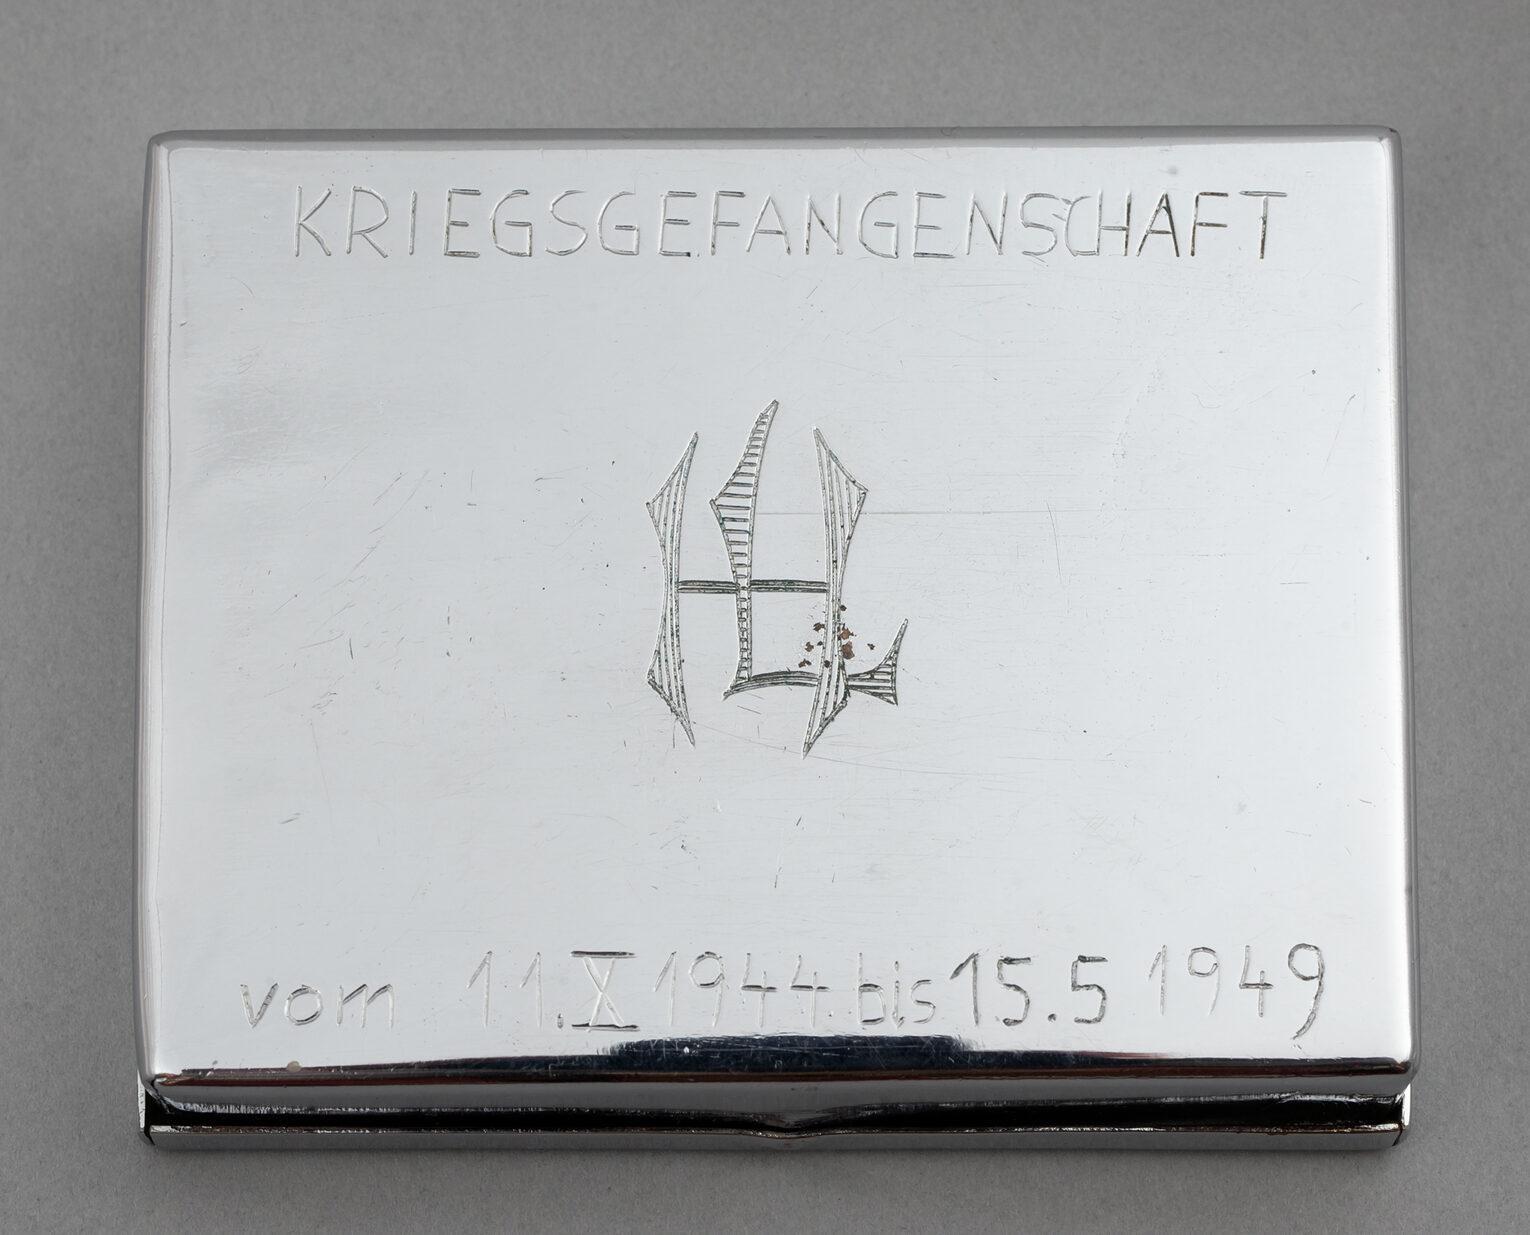 KRIEGSGEFANGENSCHAFT
HL
vom 11.X 1944 bis 15.5 1949